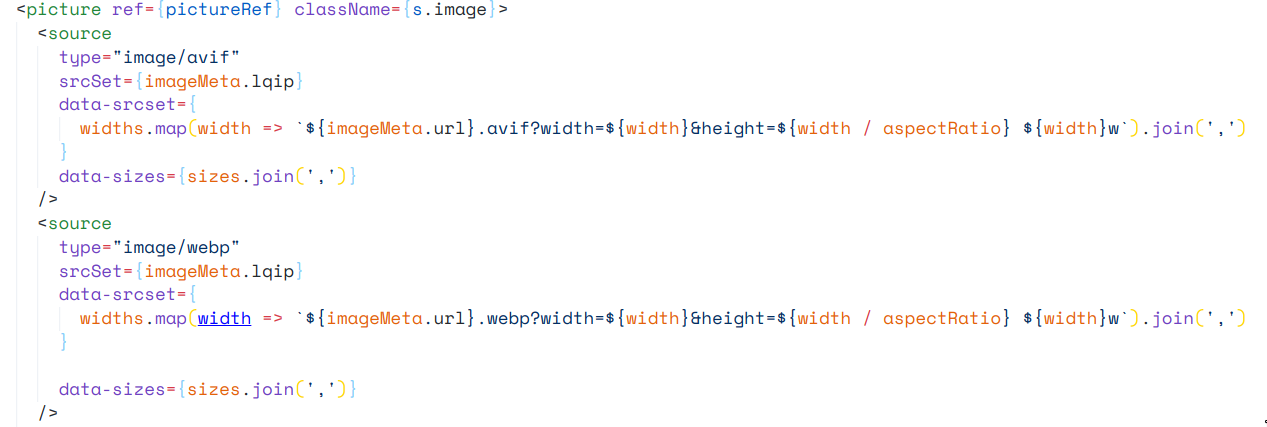 <picture ref={pictureRef} className={s.image}>
<source
type="image/avif"
srcSet={imageMeta.lqip}
data-srcset={
widths.map(width => `${imageMeta.url}.avif?width=${width}&height=${width / aspectRatio} ${width}w`).join(',')
}
data-sizes={sizes.join(',')}
/>
<source
type="image/webp"
srcSet={imageMeta.lqip}
data-srcset={
widths.map(width => `${imageMeta.url}.webp?width=${width}&height=${width / aspectRatio} ${width}w`).join(',')
}
data-sizes={sizes.join(',')}
/>